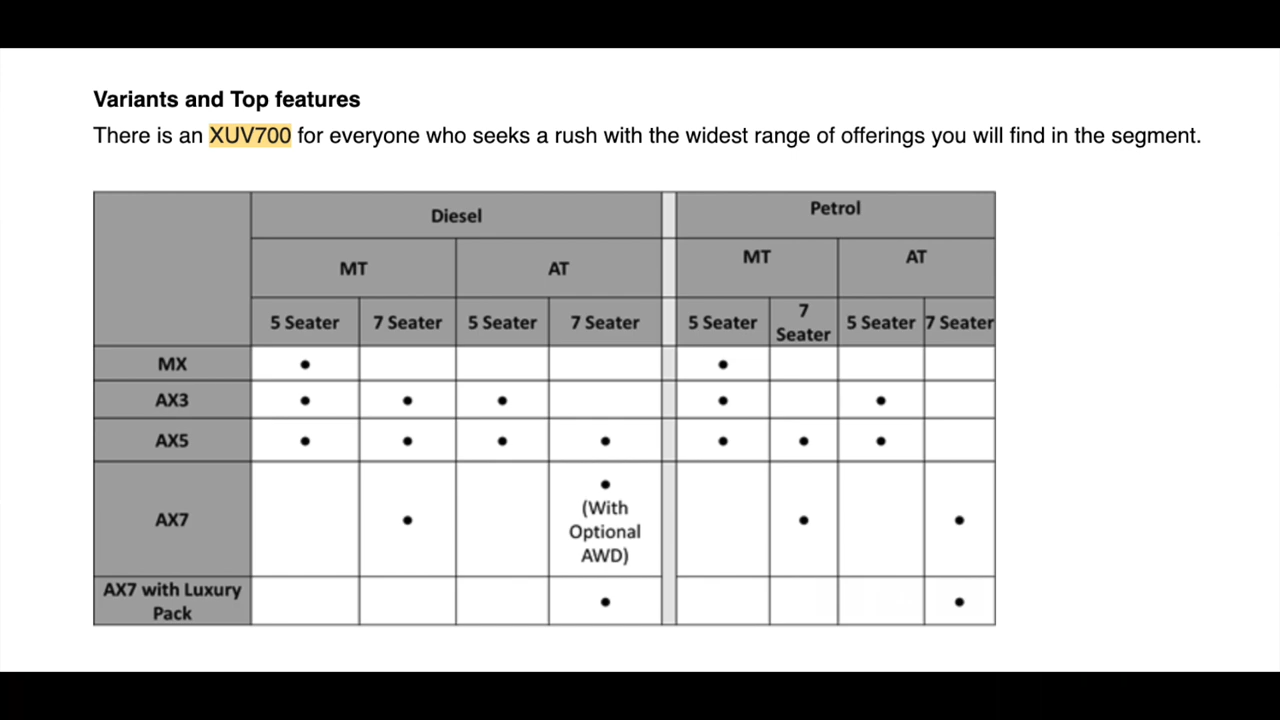 Variants and Top features
There is an XUV700 for everyone who seeks a rush with the widest range of offerings you will find in the segment.
Diesel Petrol
MT AT MT AT
5 Seater 7 Seater 5 Seater 7 Seater 5 Seater 7 Seater 5 Seater 7 Seater
MX • •
AX3 • • • • •
AX5 • • • • • • •
AX7 • • (With Optional AWD) • •
AX7 with Luxury Pack • •